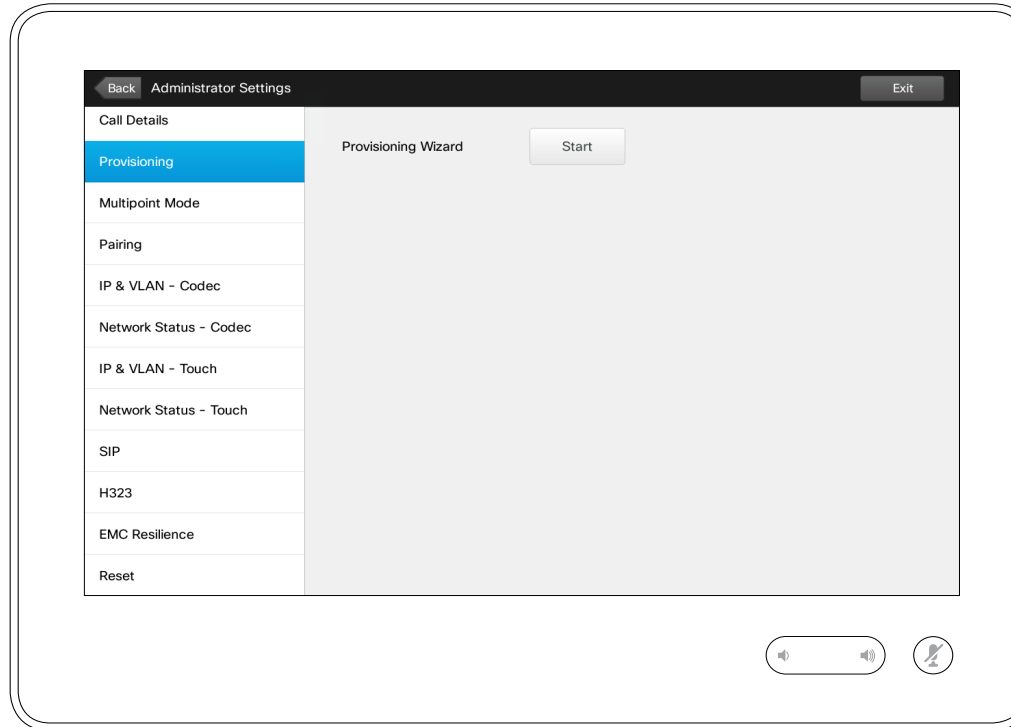 Back Administrator Settings Exit
Call Details
Provisioning
Provisioning Wizard Start
Multipoint Mode
Pairing
IP & VLAN - Codec
Network Status - Codec
IP & VLAN - Touch
Network Status - Touch
SIP
H323
EMC Resilience
Reset